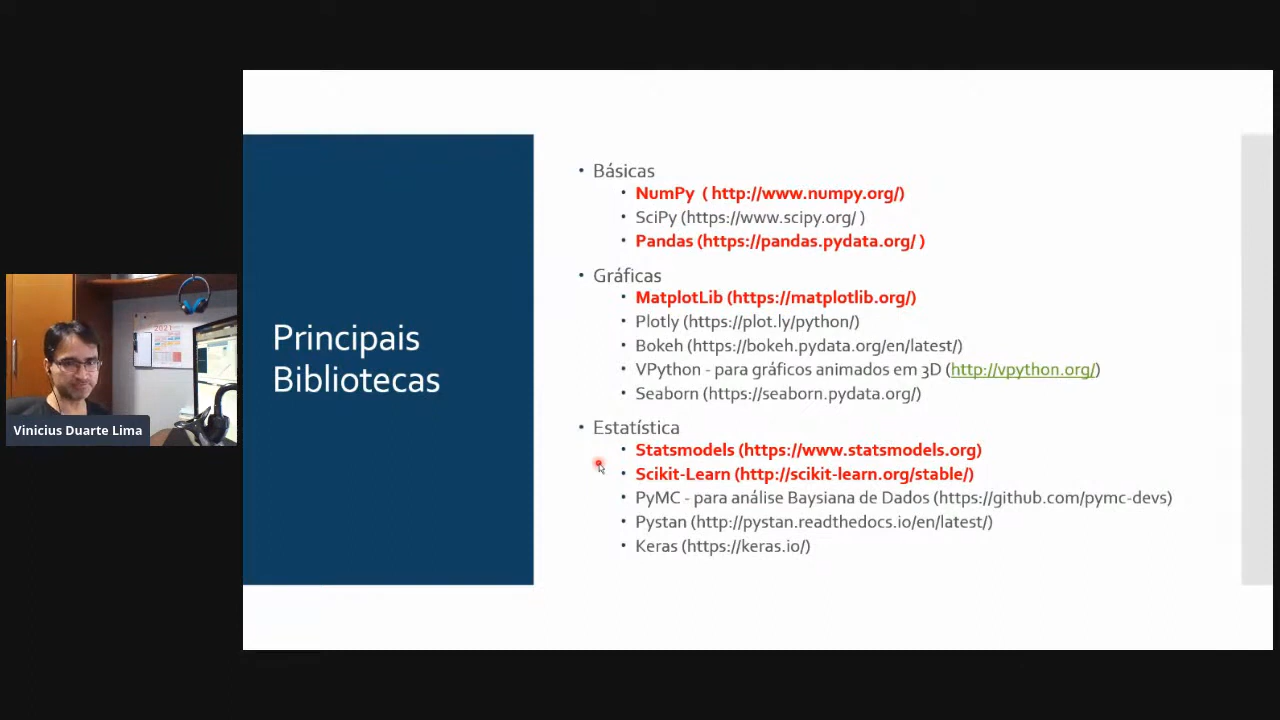 Principais
Bibliotecas
• Básicas
• NumPy ( http://www.numpy.org/)
• SciPy (https://www.scipy.org/ )
• Pandas (https://pandas.pydata.org/ )
• Gráficas
• MatplotLib (https://matplotlib.org/)
• Plotly (https://plot.ly/python/)
• Bokeh (https://bokeh.pydata.org/en/latest/)
• VPython - para gráficos animados em 3D (http://vpython.org/)
• Seaborn (https://seaborn.pydata.org/)
• Estatística
• Statsmodels (https://www.statsmodels.org)
• Scikit-Learn (http://scikit-learn.org/stable/)
• PyMC - para análise Baysiana de Dados (https://github.com/pymc-devs)
• Pystan (http://pystan.readthedocs.io/en/latest/)
• Keras (https://keras.io/)
2021
Vinicius Duarte Lima